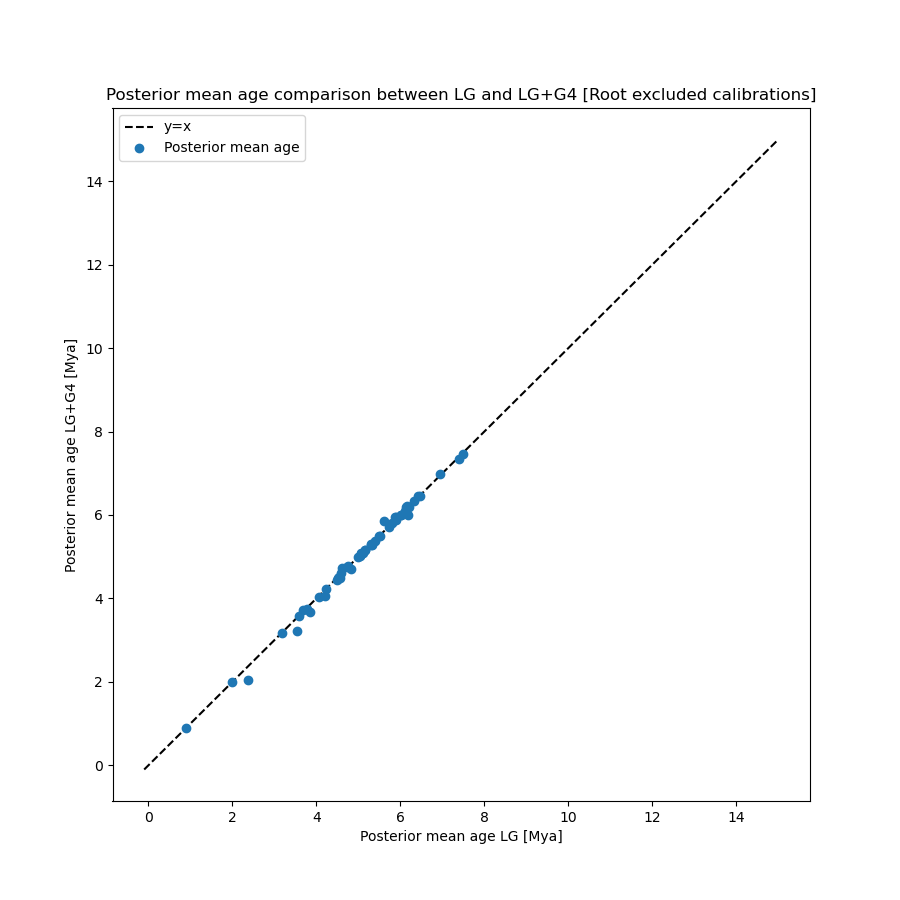 Posterior mean age comparison between LG and LG+G4 [Root excluded calibrations]
y=x
Posterior mean age
Posterior mean age LG+G4 [Mya]
14
12
10
8
6
4
2
0
0 2 4 6 8 10 12 14
Posterior mean age LG [Mya]